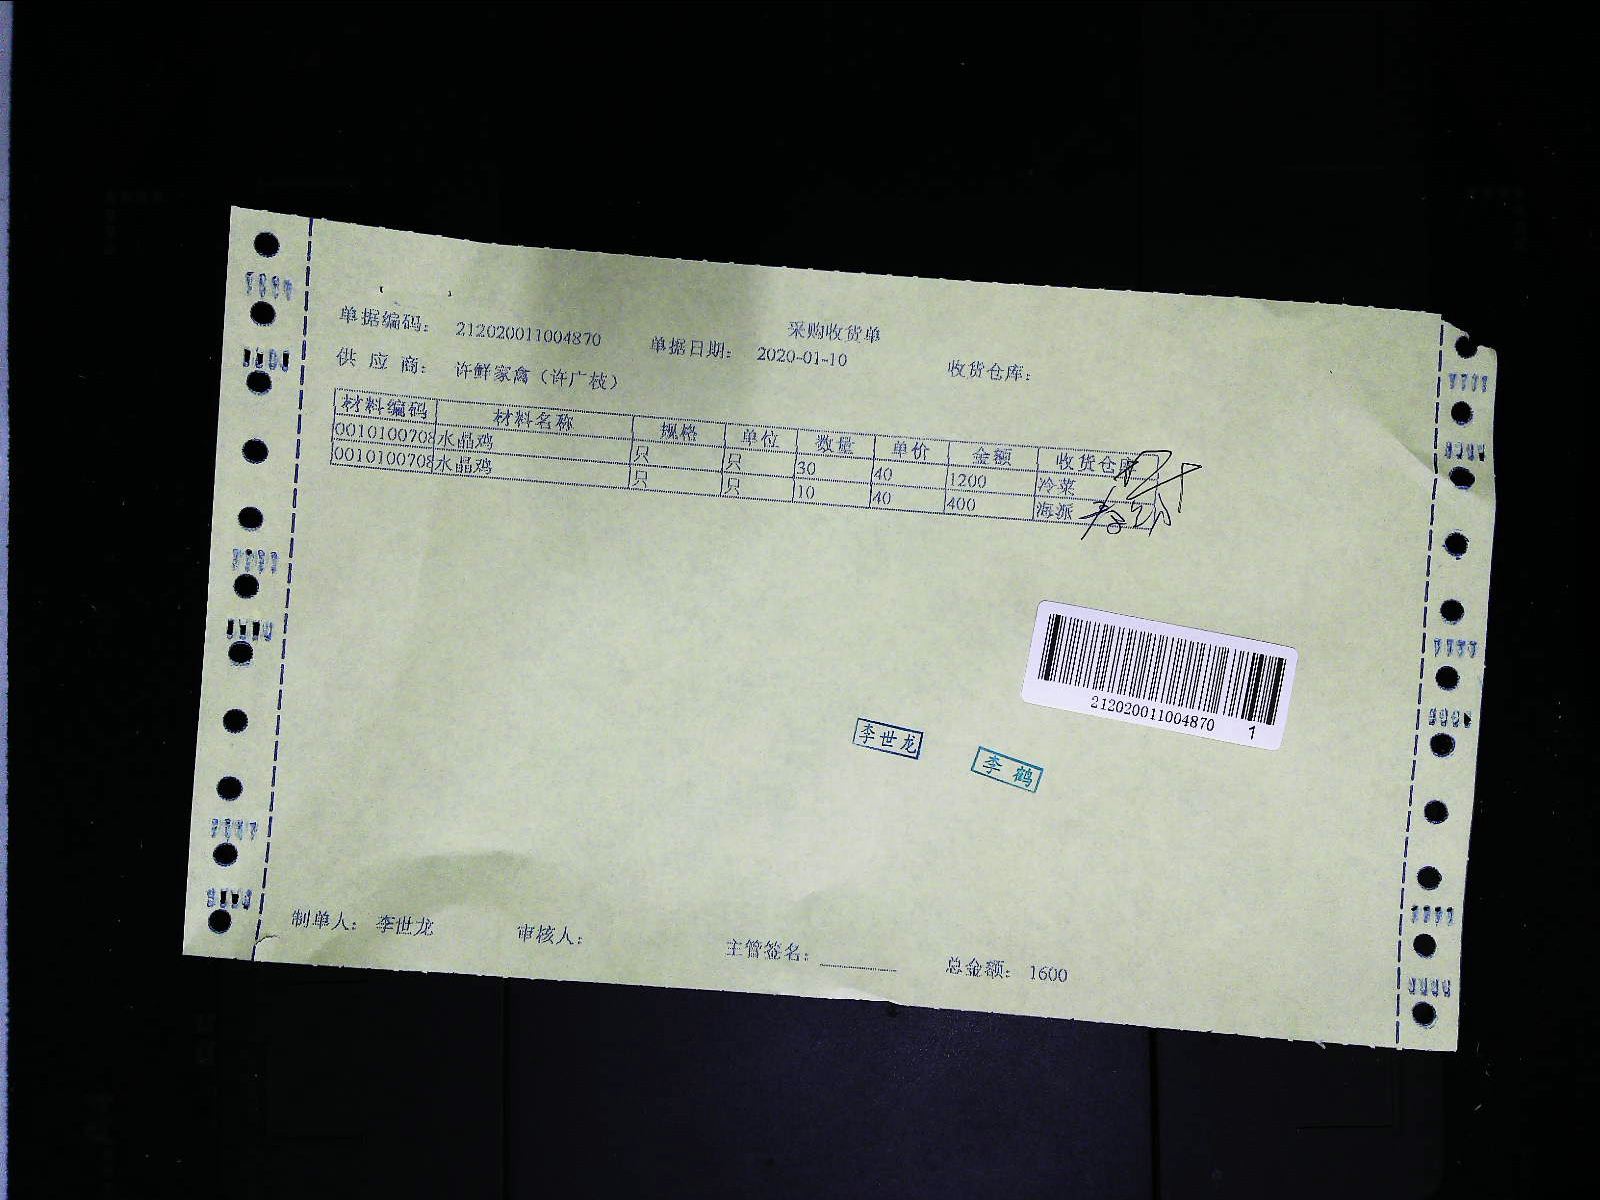 采购收货单
单据编码： 212020011004870 单据日期： 2020-01-10 收货仓库：
供 应 商： 许鲜家禽（许广枝）
材料编码 材料名称 规格 单位 数量 单价 金额 收货仓库
0010100708 水晶鸡 只 只 30 40 1200 冷菜
0010100708 水晶鸡 只 只 10 40 400 海派
212020011004870 1
李世龙
李鹤
制单人： 李世龙 审核人： 主管签名： 总金额： 1600